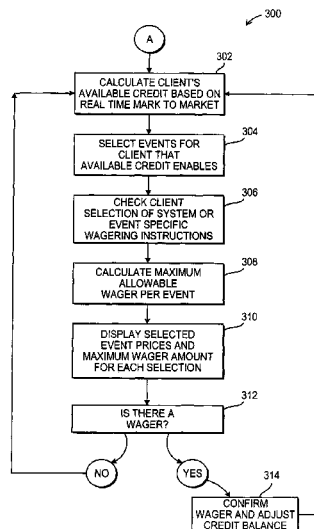 300
A
302
CALCULATE CLIENT'S
AVAILABLE CREDIT BASED ON
REAL TIME MARK TO MARKET
304
SELECT EVENTS FOR
CLIENT THAT
AVAILABLE CREDIT ENABLES
306
CHECK CLIENT
SELECTION OF SYSTEM OR
EVENT SPECIFIC
WAGERING INSTRUCTIONS
308
CALCULATE MAXIMUM
ALLOWABLE
WAGER PER EVENT
310
DISPLAY SELECTED
EVENT PRICES AND
MAXIMUM WAGER AMOUNT
FOR EACH SELECTION
312
IS THERE A
WAGER?
NO
YES
314
CONFIRM
WAGER AND ADJUST
CREDIT BALANCE